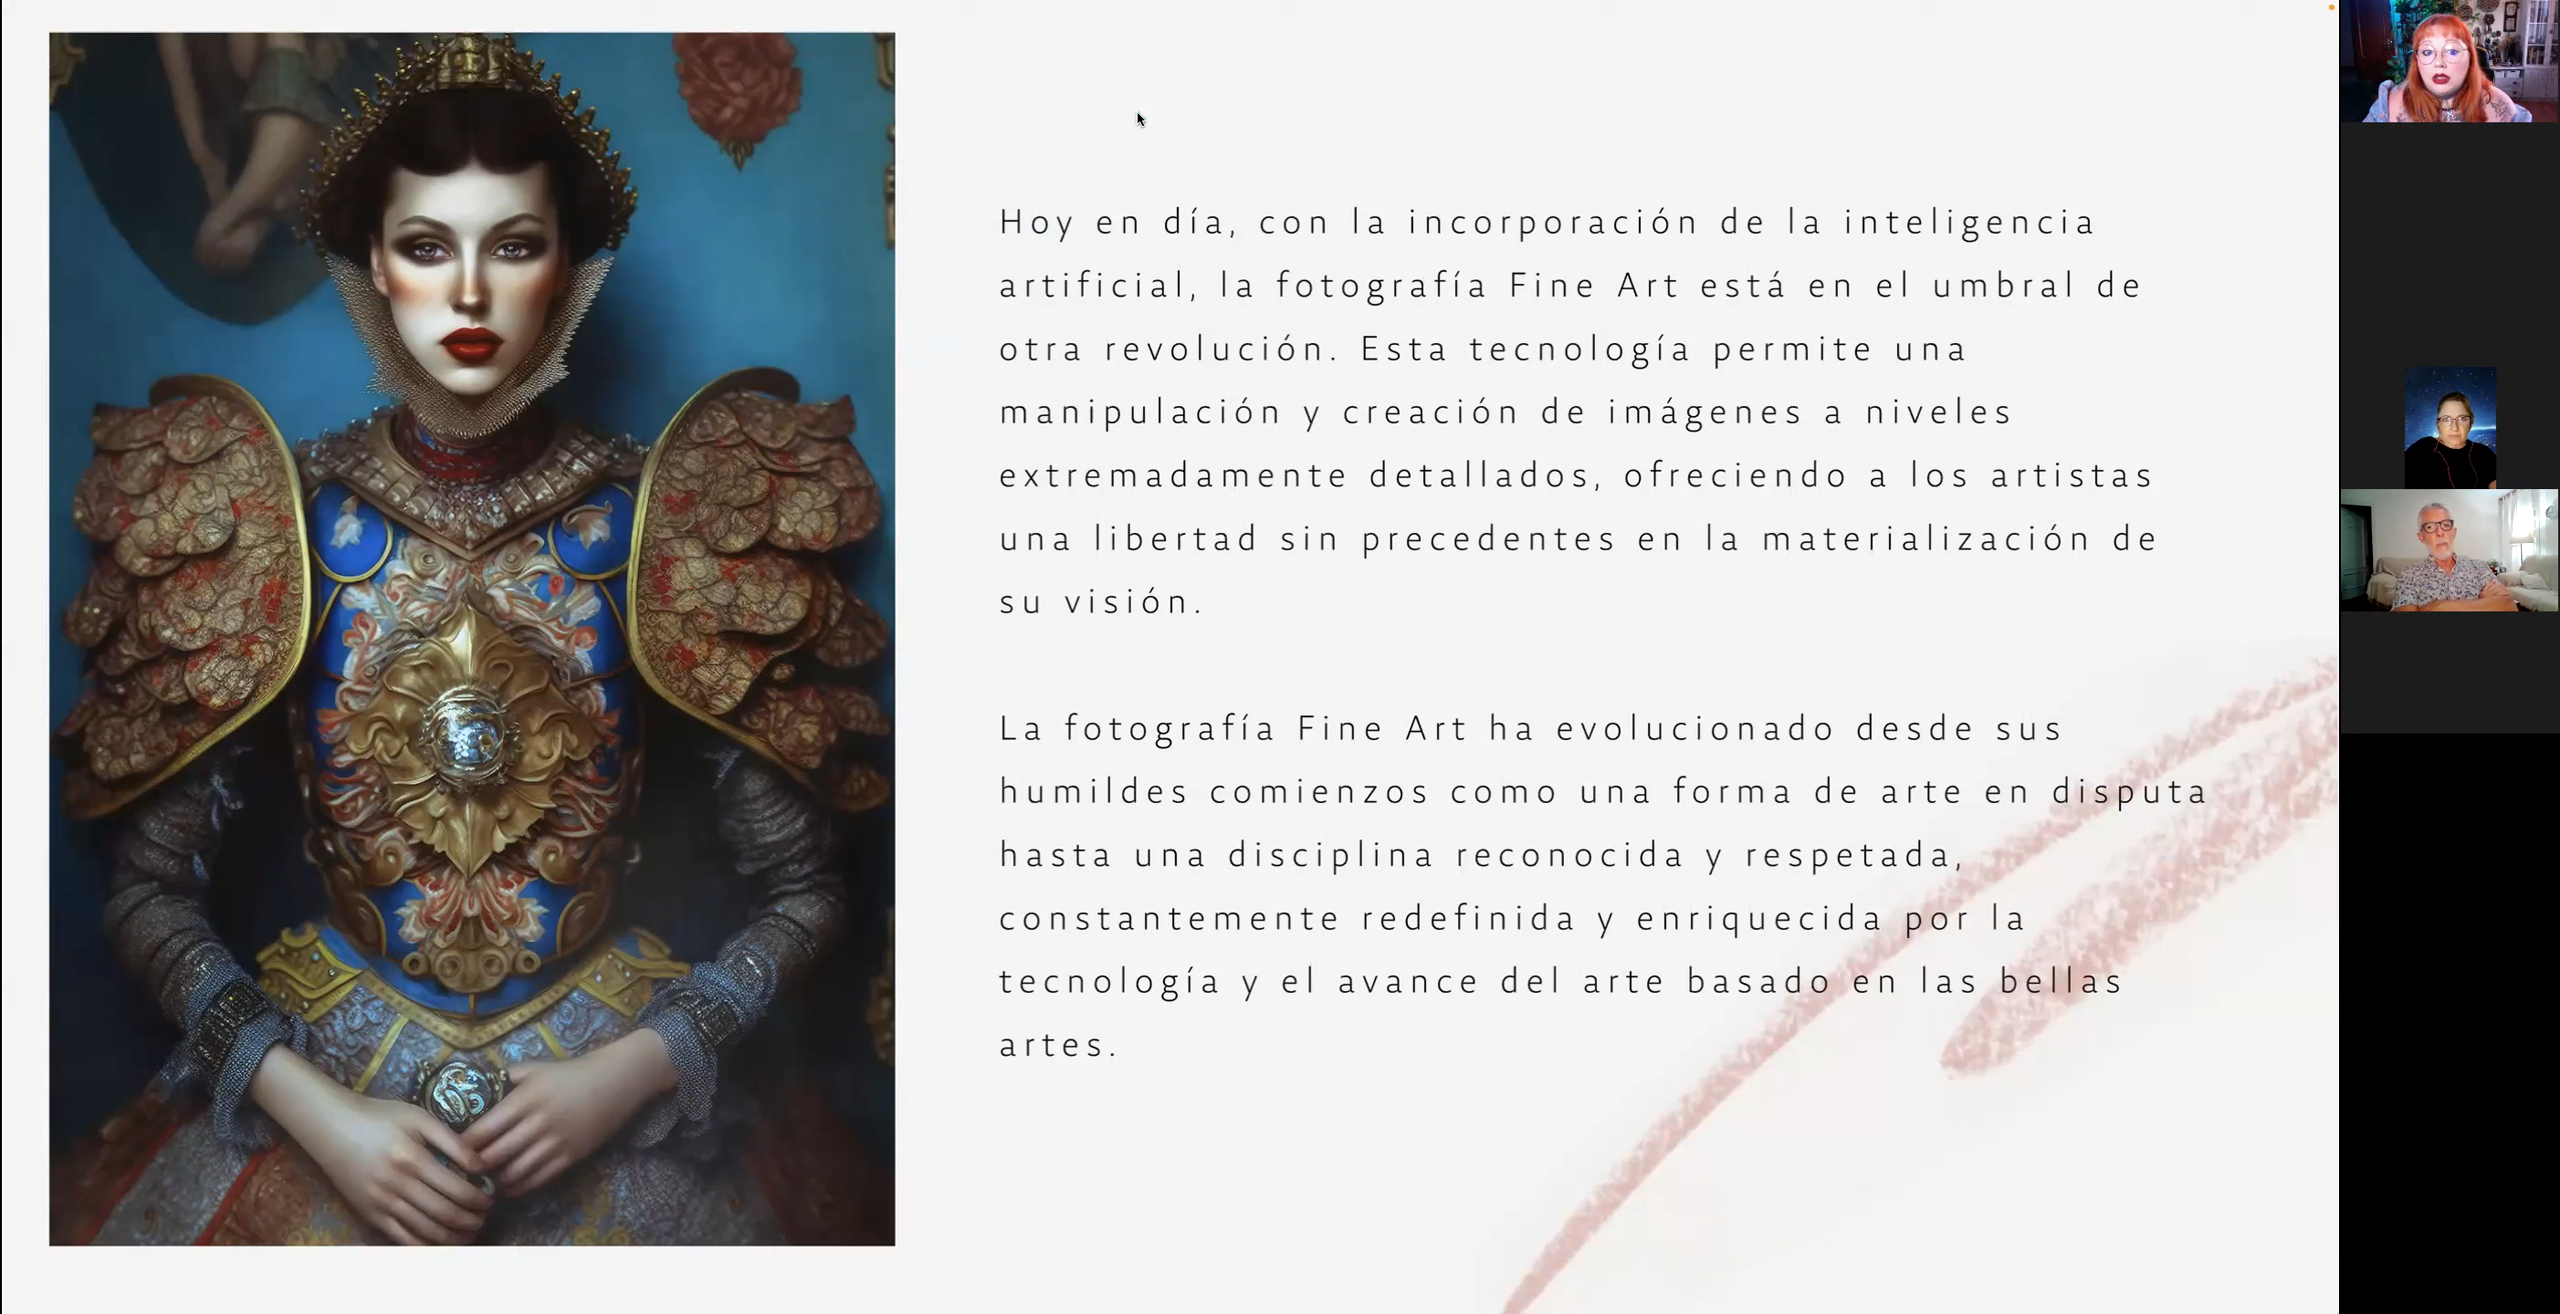 Hoy en día, con la incorporación de la inteligencia
artificial, la fotografía Fine Art está en el umbral de
otra revolución. Esta tecnología permite una
manipulación y creación de imágenes a niveles
extremadamente detallados, ofreciendo a los artistas
una libertad sin precedentes en la materialización de
su visión.
La fotografía Fine Art ha evolucionado desde sus
humildes comienzos como una forma de arte en disputa
hasta una disciplina reconocida y respetada,
constantemente redefinida y enriquecida por la
tecnología y el avance del arte basado en las bellas
artes.